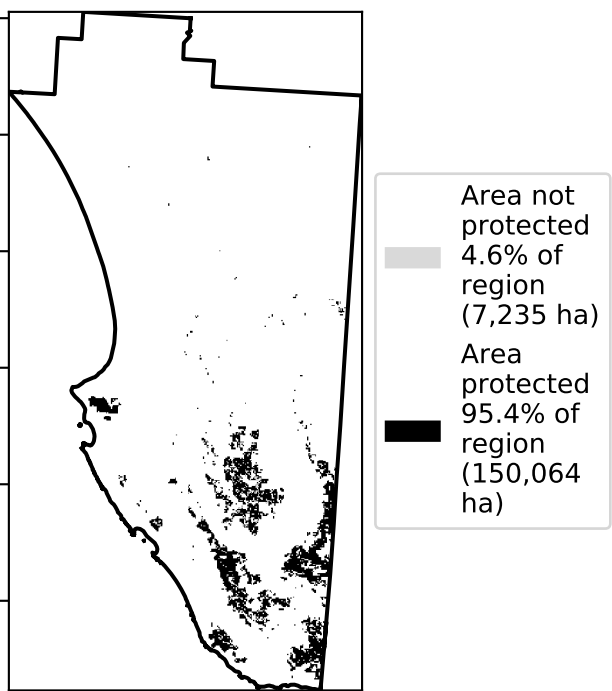 Area not
protected
4.6% of
region
(7,235 ha)
Area
protected
95.4% of
region
(150,064
ha)